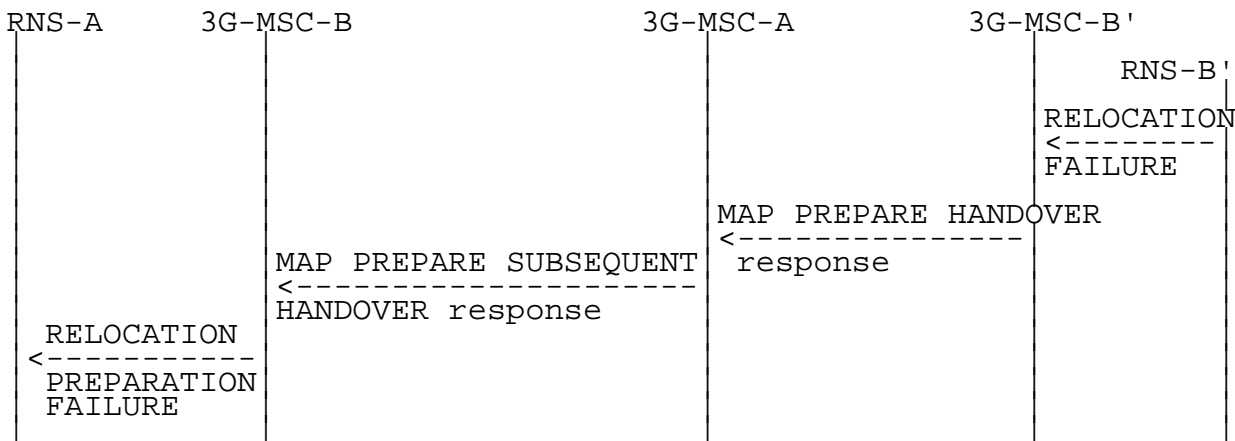 RNS-A 3G-MSC-B 3G-MSC-A 3G-MSC-B'
RNS-B'
RELOCATION
FAILURE
MAP PREPARE HANDOVER
response
MAP PREPARE SUBSEQUENT
HANDOVER response
RELOCATION
PREPARATION
FAILURE